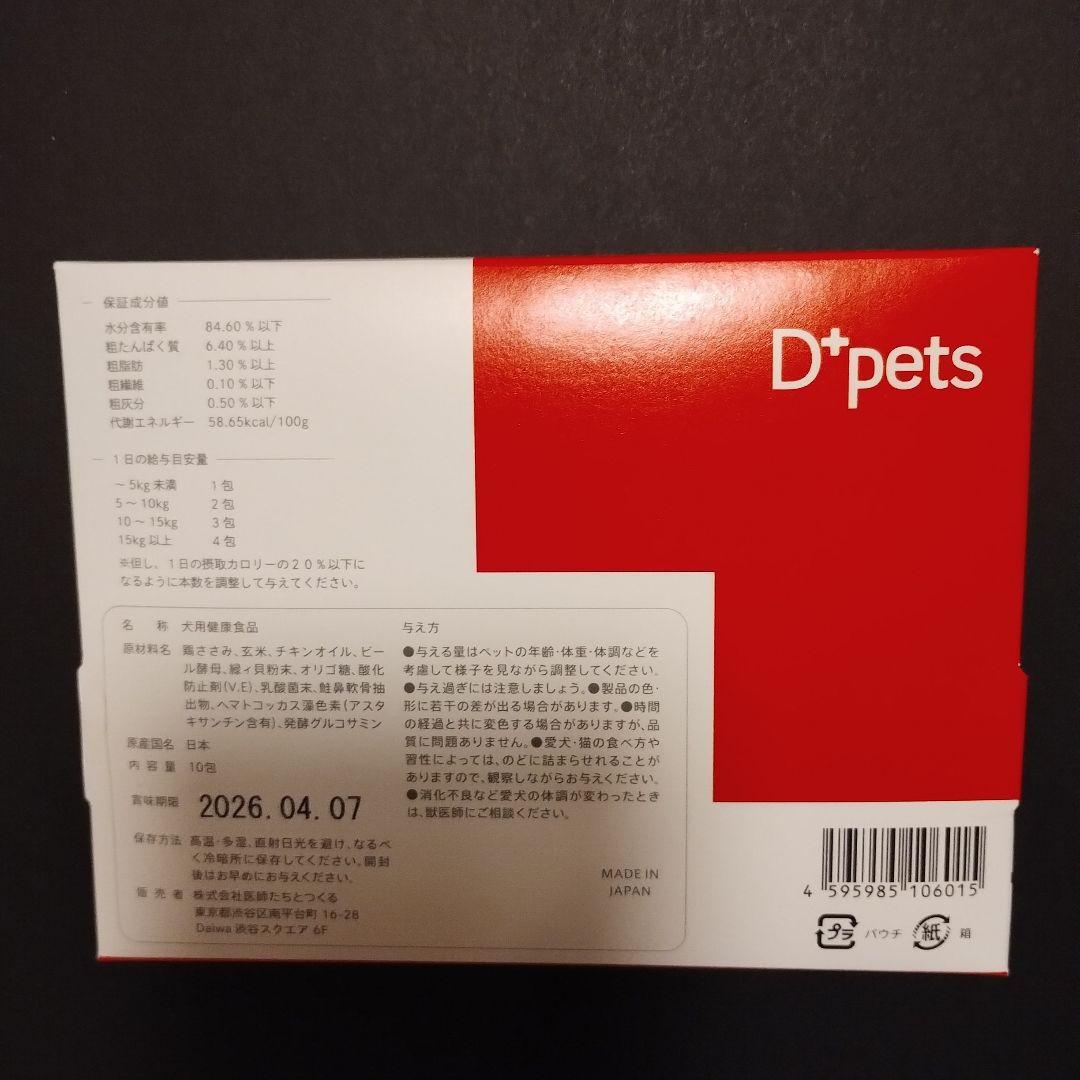 保証成分値
水分含有率 84.60％以下
粗たんぱく質 6.40％以上
粗脂肪 1.30％以上
粗繊維 0.10％以下
粗灰分 0.50％以下
代謝エネルギー 58.65kcal/100g
1日の給与目安量
～5kg未満 1包
5～10kg 2包
10～15kg 3包
15kg以上 4包
※但し、1日の摂取カロリーの20％以下に
なるように本数を調整して与えてください。
名称 犬用健康食品
原材料名 鶏ささみ、玄米、チキンオイル、ビー
ル酵母、緑ィ貝粉末、オリゴ糖、酸化
防止剤(V.E)、乳酸菌末、鮭鼻軟骨抽
出物、ヘマトコッカス藻色素(アスタ
キサンチン含有)、発酵グルコサミン
原産国名 日本
内容量 10包
賞味期限 2026.04.07
保存方法 高温・多湿、直射日光を避け、なるべ
く冷暗所に保存してください。開封
後はお早めにお与えください。
販売者 株式会社医師たちとつくる
東京都渋谷区南平台町16-28
Daiwa渋谷スクエア 6F
与え方
●与える量はペットの年齢・体重・体調などを
考慮して様子を見ながら調整してください。
●与え過ぎには注意しましょう。●製品の色・
形に若干の差が出る場合があります。●時間
の経過と共に変色する場合がありますが、品
質に問題ありません。●愛犬・猫の食べ方や
習性によっては、のどに詰まらせれることが
ありますので、観察しながらお与えください。
●消化不良など愛犬の体調が変わったとき
は、獣医師にご相談ください。
MADE IN
JAPAN
D+pets
4 595985 106015
プラ パウチ 紙 箱